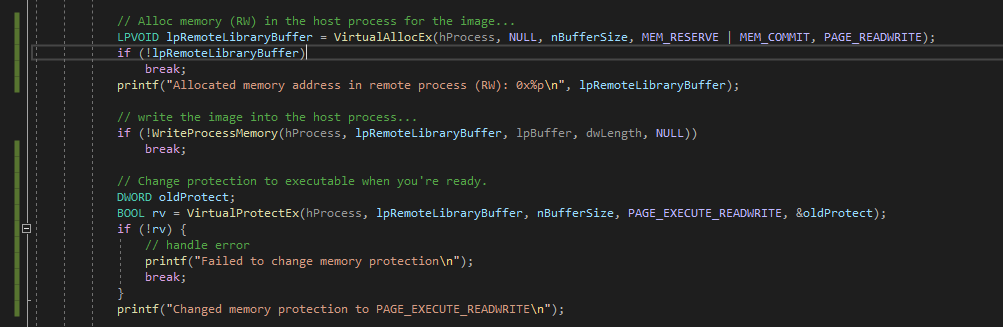 // Alloc memory (RW) in the host process for the image...
LPVOID lpRemoteLibraryBuffer = VirtualAllocEx(hProcess, NULL, nBufferSize, MEM_RESERVE | MEM_COMMIT, PAGE_READWRITE);
if (!lpRemoteLibraryBuffer)
break;
printf("Allocated memory address in remote process (RW): 0x%p\n", lpRemoteLibraryBuffer);
// write the image into the host process...
if (!WriteProcessMemory(hProcess, lpRemoteLibraryBuffer, lpBuffer, dwLength, NULL))
break;
// Change protection to executable when you're ready.
DWORD oldProtect;
BOOL rv = VirtualProtectEx(hProcess, lpRemoteLibraryBuffer, nBufferSize, PAGE_EXECUTE_READWRITE, &oldProtect);
if (!rv) {
// handle error
printf("Failed to change memory protection\n");
break;
}
printf("Changed memory protection to PAGE_EXECUTE_READWRITE\n");